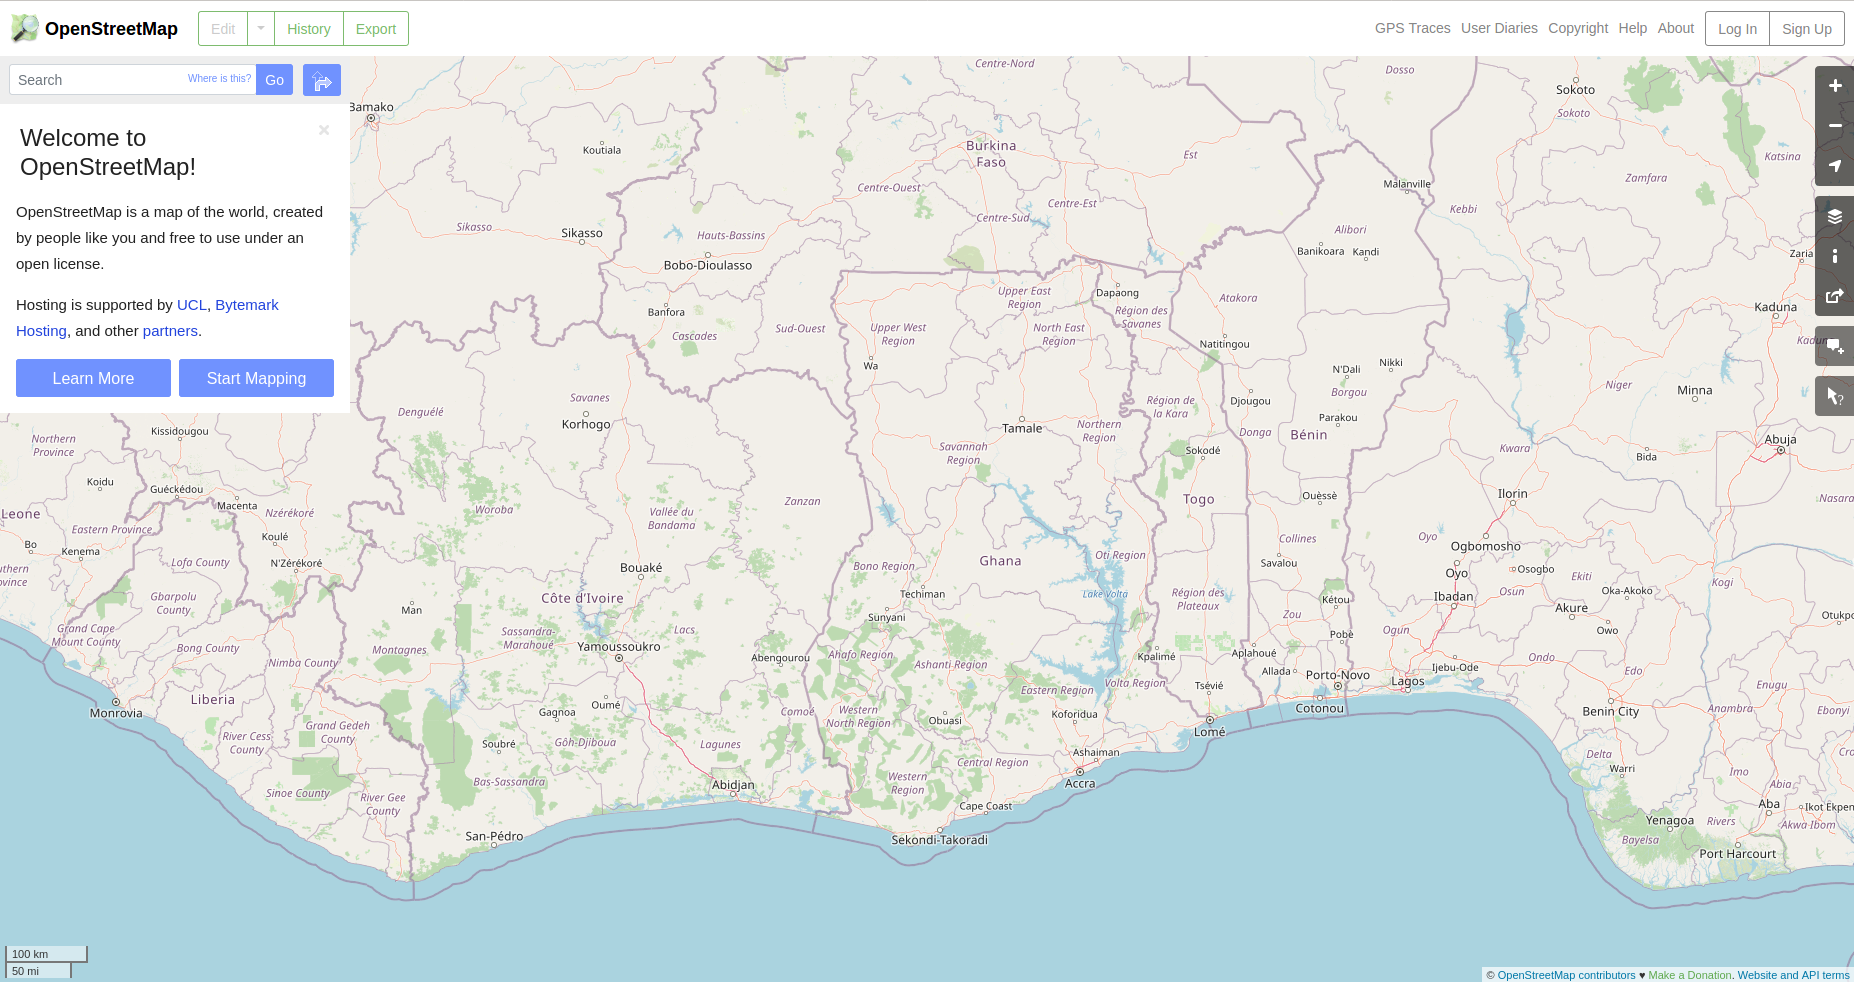 OpenStreetMap
Edit
History
Export
GPS Traces
User Diaries
Copyright
Help
About
Log In
Sign Up
Search
Where is this?
Go
Welcome to
OpenStreetMap!
OpenStreetMap is a map of the world, created
by people like you and free to use under an
open license.
Hosting is supported by UCL, Bytemark
Hosting, and other partners.
Learn More
Start Mapping
Centre-Nord
Dosso
Sokoto
Sokoto
Bamako
Koutiala
Burkina
Faso
Est
Katsina
Centre-Ouest
Zamfara
Malanville
Centre-Est
Kebbi
Centre-Sud
Sikasso
Sikasso
Hauts-Bassins
Alibori
Banikoara
Kandi
Zaria
Bobo-Dioulasso
Upper East
Region
Dapaong
Atakora
Kaduna
Banfora
Région des
Savanes
Sud-Ouest
Upper West
Region
North East
Region
Cascades
Natitingou
Wa
Nikki
N'Dali
Niger
Minna
Borgou
Savanes
Région de
la Kara
Djougou
Denguélé
Korhogo
Parakou
Tamale
Northern
Region
Donga
Bénin
Kissidougou
Northern
Province
Abuja
Savannah
Region
Sokodé
Kwara
Bida
Koidu
Guéckédou
Macenta
Ilorin
Togo
Ouèssè
Nasara
Zanzan
Leone
Nzérékoré
Woroba
Vallée du
Bandama
Eastern Province
Koulé
Oyo
Collines
Ogbomosho
Bo
Kenema
Oti Region
Ghana
Lofa County
N'Zérékoré
Bouaké
Bono Region
Savalou
Oyo
Osogbo
Ekiti
Kogi
uthern
ovince
Gbarpolu
County
Côte d'Ivoire
Techiman
Lake Volta
Région des
Plateaux
Kétou
Ibadan
Osun
Oka-Akoko
Akure
Man
Sunyani
Zou
Otukpo
Grand Cape
Mount County
Sassandra-
Marahoué
Lacs
Ogun
Owo
Pobè
Bong County
Montagnes
Yamoussoukro
Abengourou
Ahafo Region
Ashanti Region
Kpalimé
Aplahoué
Ondo
Nimba County
Allada
Porto-Novo
Ijebu-Ode
Edo
Lagos
Enugu
Eastern Region
Volta Region
Tsévié
Liberia
Monrovia
Gagnoa
Oumé
Comoé
Western
North Region
Obuasi
Koforidua
Cotonou
Benin City
Anambra
Ebonyi
Grand Gedeh
County
Lomé
River Cess
County
Soubré
Gôh-Djiboua
Lagunes
Ashaiman
Delta
Cro
Central Region
Warri
Imo
Bas-Sassandra
Abidjan
Western
Region
Accra
Abia
Sinoe County
River Gee
County
Cape Coast
Aba
Ikot Ekpen
Yenagoa
Rivers
Akwa Ibom
San-Pédro
Sekondi-Takoradi
Bayelsa
Port Harcourt
100 km
50 mi
© OpenStreetMap contributors ♥ Make a Donation. Website and API terms